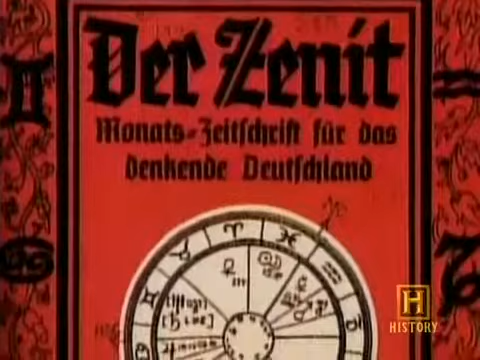 Der Zenit
Monats-Zeitschrift für das
denkende Deutschland
H
HISTORY